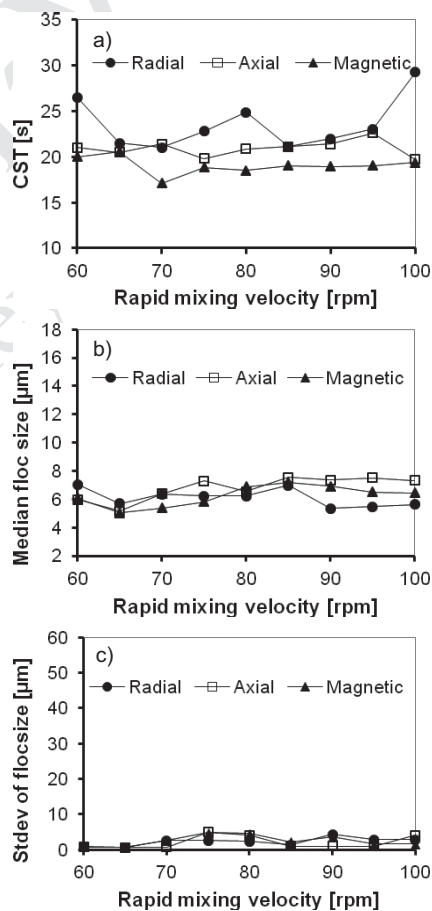 a)
Radial Axial Magnetic
35
30
25
20
15
10
CST [s]
60 70 80 90 100
Rapid mixing velocity [rpm]
b)
Radial Axial Magnetic
18
16
14
12
10
8
6
4
2
Median floc size [µm]
60 70 80 90 100
Rapid mixing velocity [rpm]
c)
Radial Axial Magnetic
60
50
40
30
20
10
0
Stdev of flocsize [µm]
60 70 80 90 100
Rapid mixing velocity [rpm]